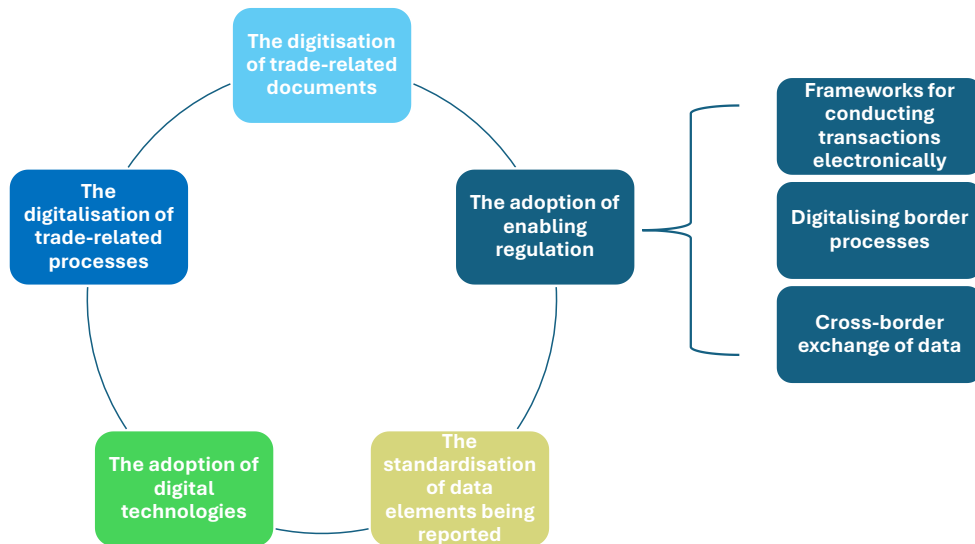 The digitisation
of trade-related
documents
The adoption of
enabling
regulation
Frameworks for
conducting
transactions
electronically
Digitalising border
processes
Cross-border
exchange of data
The
standardisation
of data
elements being
reported
The adoption of
digital
technologies
The
digitalisation of
trade-related
processes